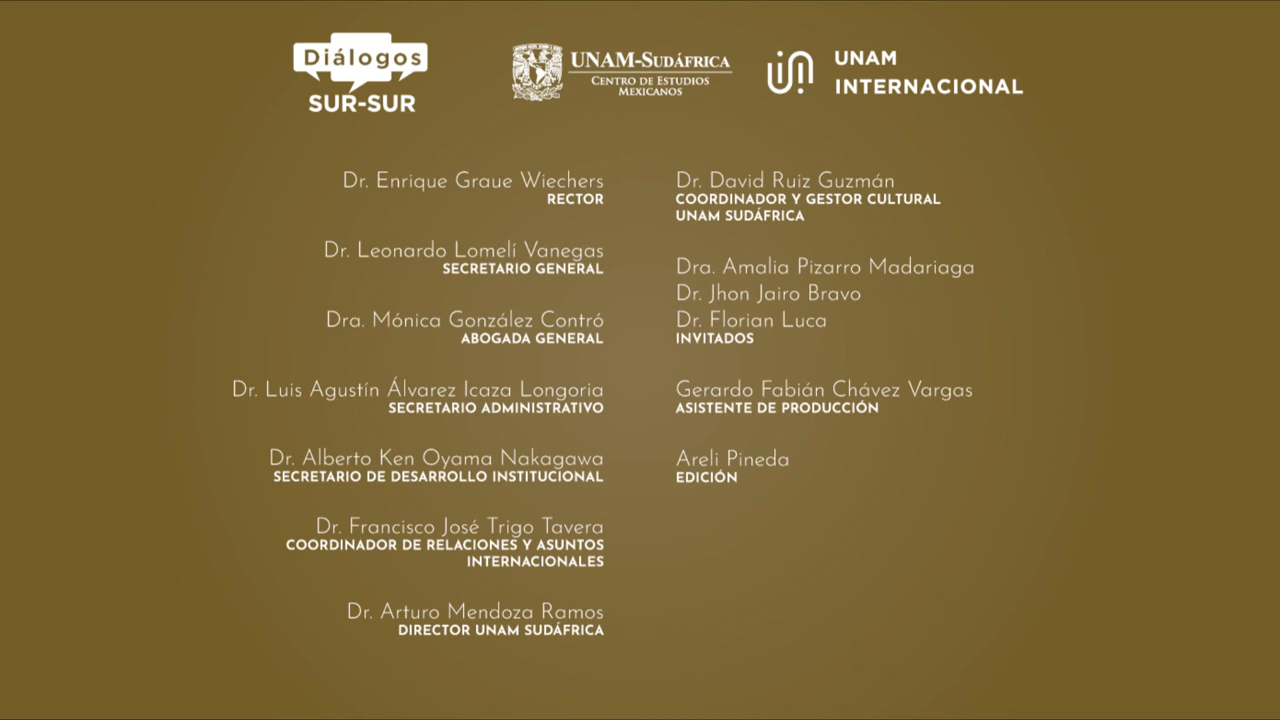 Diálogos
SUR-SUR
UNAM-SUDÁFRICA
CENTRO DE ESTUDIOS
MEXICANOS
UNAM
INTERNACIONAL
Dr. Enrique Graue Wiechers
RECTOR
Dr. Leonardo Lomelí Vanegas
SECRETARIO GENERAL
Dra. Mónica González Contró
ABOGADA GENERAL
Dr. Luis Agustín Álvarez Icaza Longoria
SECRETARIO ADMINISTRATIVO
Dr. Alberto Ken Oyama Nakagawa
SECRETARIO DE DESARROLLO INSTITUCIONAL
Dr. Francisco José Trigo Tavera
COORDINADOR DE RELACIONES Y ASUNTOS
INTERNACIONALES
Dr. Arturo Mendoza Ramos
DIRECTOR UNAM SUDÁFRICA
Dr. David Ruiz Guzmán
COORDINADOR Y GESTOR CULTURAL
UNAM SUDÁFRICA
Dra. Amalia Pizarro Madariaga
Dr. Jhon Jairo Bravo
Dr. Florian Luca
INVITADOS
Gerardo Fabián Chávez Vargas
ASISTENTE DE PRODUCCIÓN
Areli Pineda
EDICIÓN